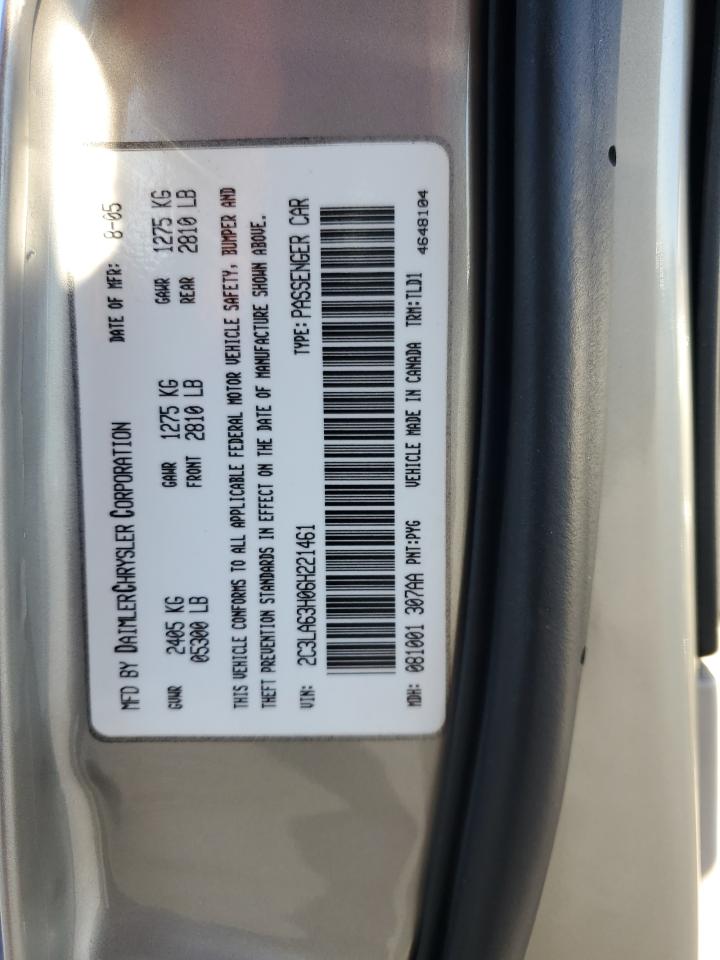 MFD BY DAIMLERCHRYSLER CORPORATION DATE OF MFR: 8-05
GVWR 2405 KG 05300 LB GAWR FRONT 1275 KG 2810 LB GAWR REAR 1275 KG 2810 LB
THIS VEHICLE CONFORMS TO ALL APPLICABLE FEDERAL MOTOR VEHICLE SAFETY, BUMPER AND
THEFT PREVENTION STANDARDS IN EFFECT ON THE DATE OF MANUFACTURE SHOWN ABOVE.
VIN: 2C3LA63H06H221461 TYPE: PASSENGER CAR
MDH: 081001 307AA PNT:PYG VEHICLE MADE IN CANADA TRM:TLD1
4648104